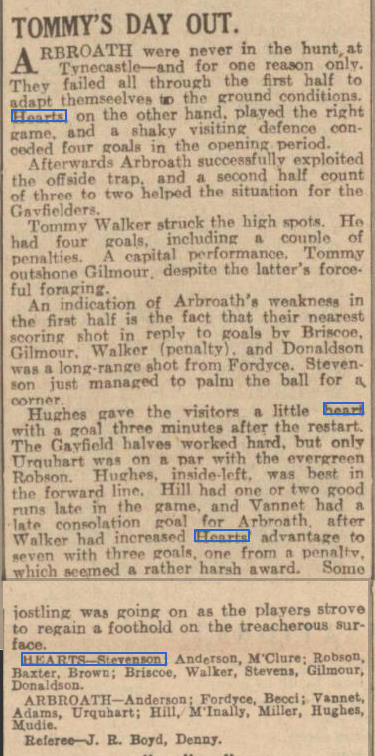 TOMMY'S DAY OUT.
ARBROATH were never in the hunt at
Tynecastle—and for one reason only.
They failed all through the first half to
adapt themselves to the ground conditions.
Hearts, on the other hand, played the right
game, and a shaky visiting defence con-
ceded four goals in the opening period.
Afterwards Arbroath successfully exploited
the offside trap, and a second half count
of three to two helped the situation for the
Gayfielders.
Tommy Walker struck the high spots. He
had four goals, including a couple of
penalties. A capital performance. Tommy
outshone Gilmour, despite the latter's force-
ful foraging.
An indication of Arbroath's weakness in
the first half is the fact that their nearest
scoring shot in reply to goals by Briscoe,
Gilmour, Walker (penalty), and Donaldson
was a long-range shot from Fordyce. Steven-
son just managed to palm the ball for a
corner.
Hughes gave the visitors a little heart
with a goal three minutes after the restart.
The Gayfield halves worked hard, but only
Urquhart was on a par with the evergreen
Robson. Hughes, inside-left, was best in
the forward line. Hill had one or two good
runs late in the game, and Vannet had a
late consolation goal for Arbroath, after
Walker had increased Hearts' advantage to
seven with three goals, one from a penalty,
which seemed a rather harsh award. Some
jostling was going on as the players strove
to regain a foothold on the treacherous sur-
face.
HEARTS—Stevenson; Anderson, M'Clure; Robson,
Baxter, Brown; Briscoe, Walker, Stevens, Gilmour,
Donaldson.
ARBROATH—Anderson; Fordyce, Becci; Vannet,
Adams, Urquhart; Hill, M'Inally, Miller, Hughes,
Mudie.
Referee—J. R. Boyd, Denny.